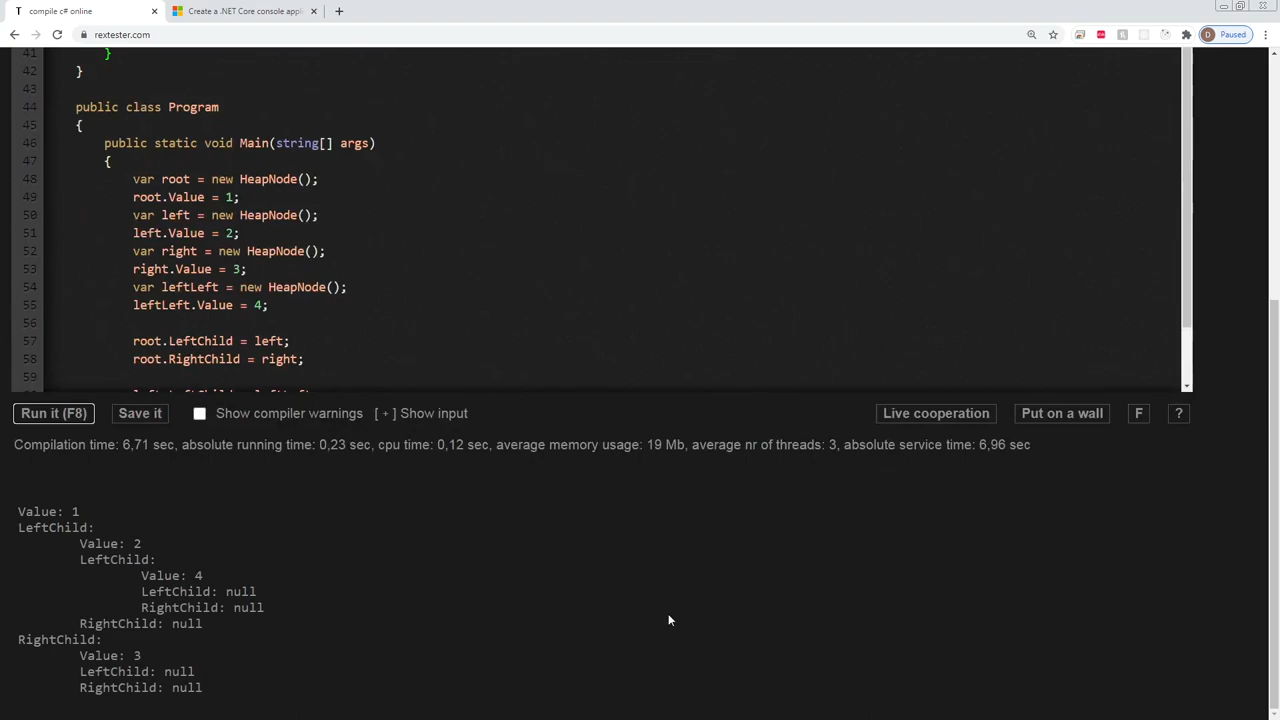 compile c# online
Create a .NET Core console appl
rextester.com
Paused
41 }
42 }
43
44 public class Program
45 {
46 public static void Main(string[] args)
47 {
48 var root = new HeapNode();
49 root.Value = 1;
50 var left = new HeapNode();
51 left.Value = 2;
52 var right = new HeapNode();
53 right.Value = 3;
54 var leftLeft = new HeapNode();
55 leftLeft.Value = 4;
56
57 root.LeftChild = left;
58 root.RightChild = right;
59
Run it (F8) Save it Show compiler warnings [ + ] Show input Live cooperation Put on a wall F ?
Compilation time: 6,71 sec, absolute running time: 0,23 sec, cpu time: 0,12 sec, average memory usage: 19 Mb, average nr of threads: 3, absolute service time: 6,96 sec
Value: 1
LeftChild:
Value: 2
LeftChild:
Value: 4
LeftChild: null
RightChild: null
RightChild: null
RightChild:
Value: 3
LeftChild: null
RightChild: null